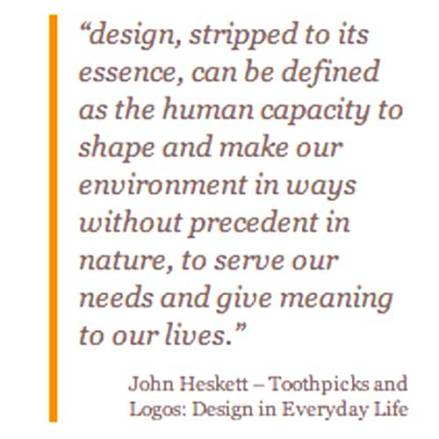 “design, stripped to its
essence, can be defined
as the human capacity to
shape and make our
environment in ways
without precedent in
nature, to serve our
needs and give meaning
to our lives.”
John Heskett – Toothpicks and
Logos: Design in Everyday Life